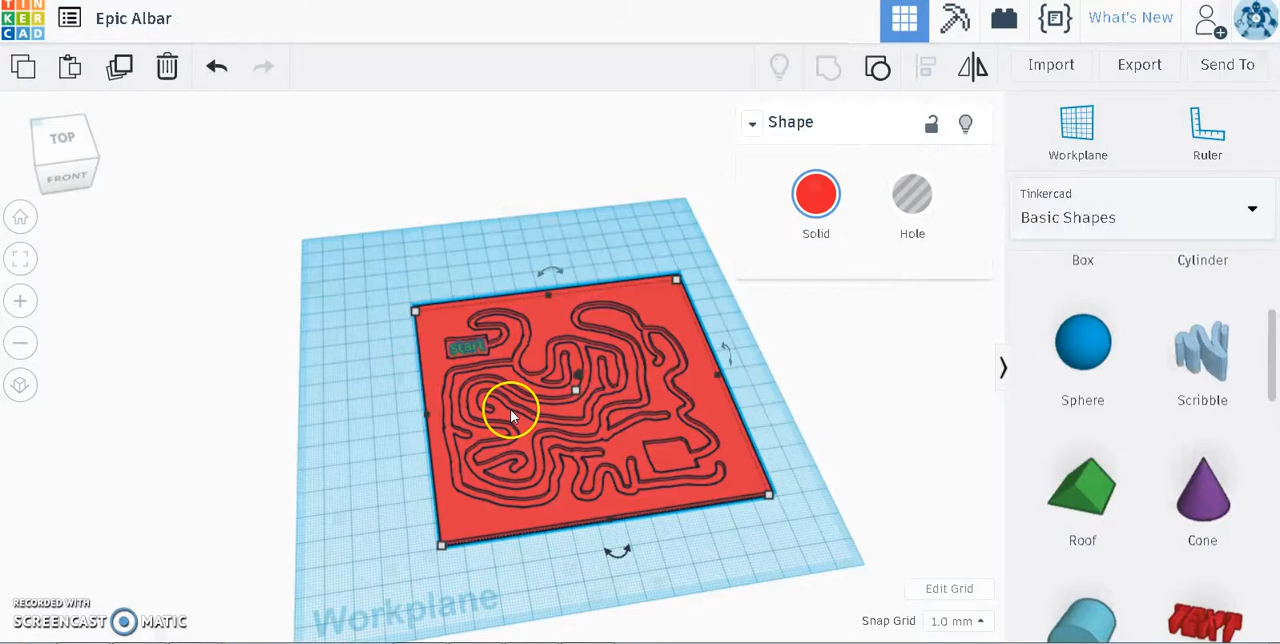 TIN
KER
CAD
Epic Albar
What's New
Import
Export
Send To
TOP
FRONT
Shape
Solid
Hole
Workplane
Ruler
Tinkercad
Basic Shapes
Box
Cylinder
Sphere
Scribble
Roof
Cone
TEXT
start
Workplane
Edit Grid
Snap Grid
1.0 mm
RECORDED WITH
SCREENCAST MATIC